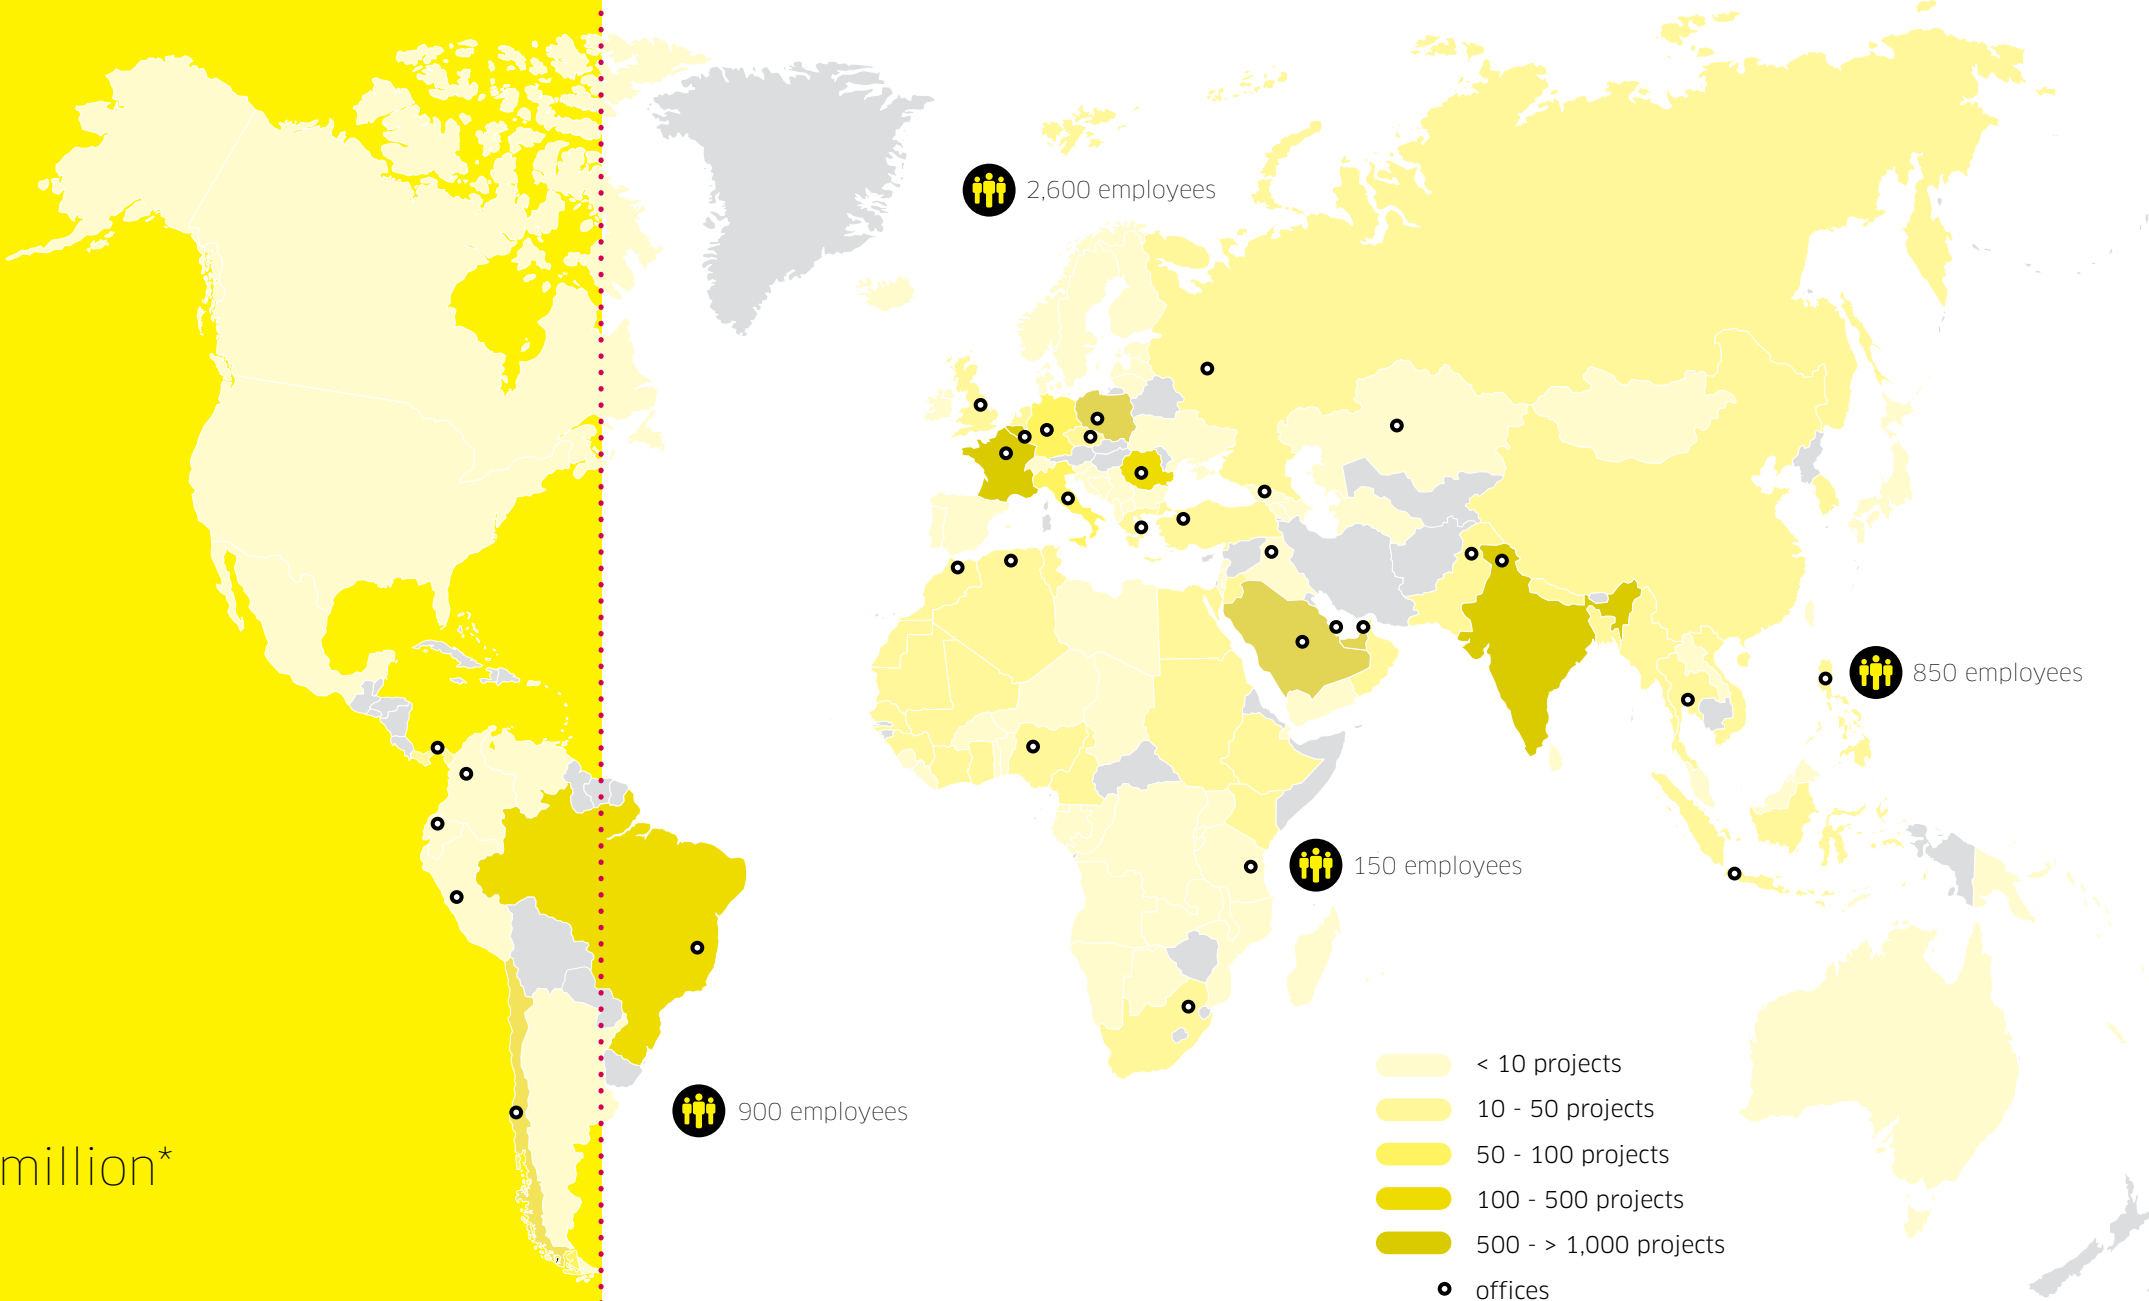 2,600 employees
850 employees
150 employees
900 employees
million*
< 10 projects
10 - 50 projects
50 - 100 projects
100 - 500 projects
500 - > 1,000 projects
offices